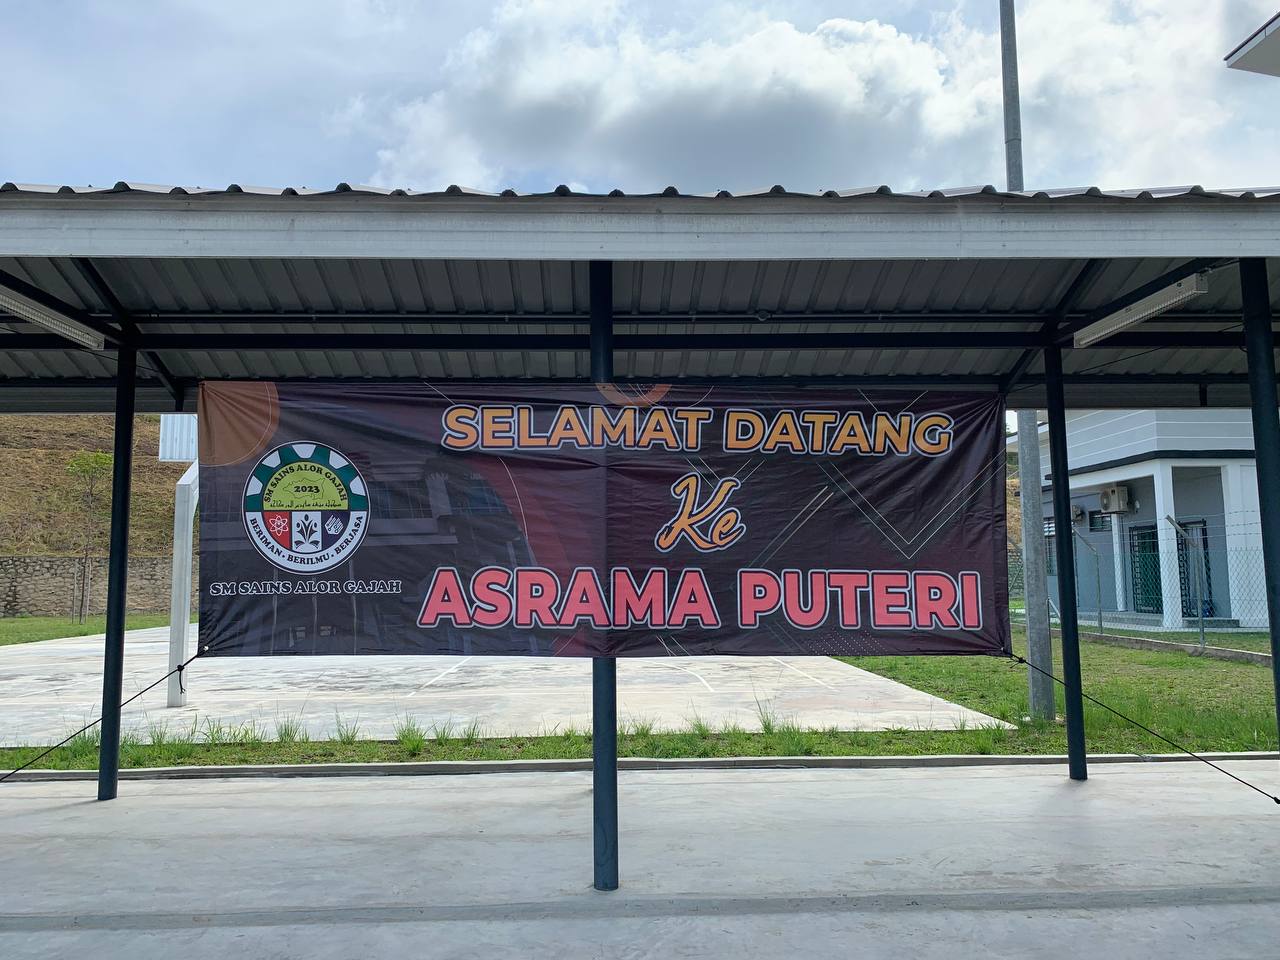 SELAMAT DATANG
Ke
ASRAMA PUTERI
SM SAINS ALOR GAJAH
2023
BERIMAN • BERILMU • BERJASA
SM SAINS ALOR GAJAH